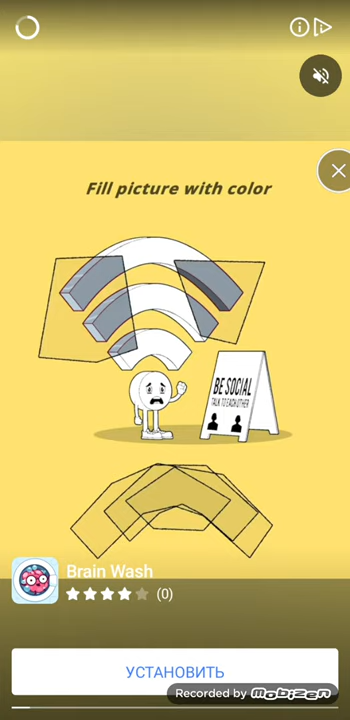 Fill picture with color
BE SOCIAL
TALK TO EACH OTHER
Brain Wash
(0)
УСТАНОВИТЬ
Recorded by MOBIZEN